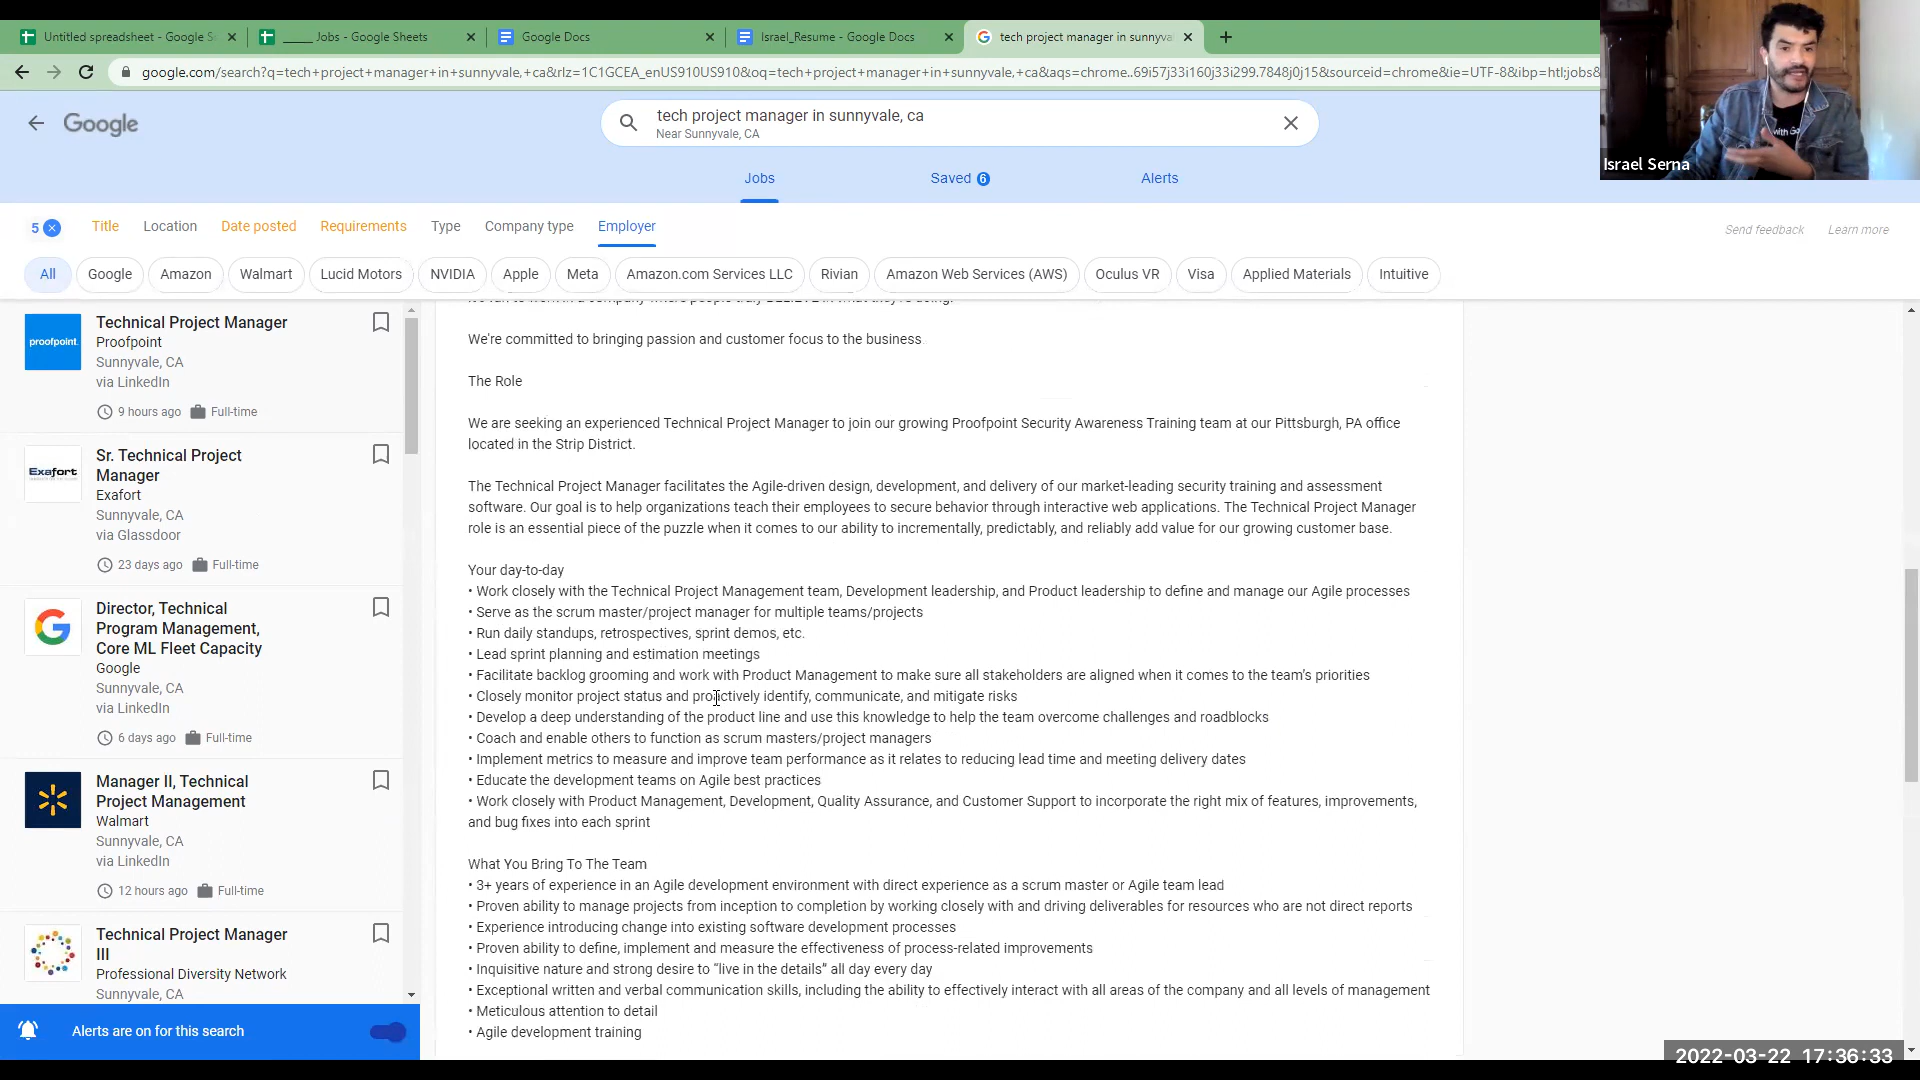 Untitled spreadsheet - Google S
_____ Jobs - Google Sheets
Google Docs
Israel_Resume - Google Docs
tech project manager in sunnyva
google.com/search?q=tech+project+manager+in+sunnyvale,+ca&rlz=1C1GCEA_enUS910US910&oq=tech+project+manager+in+sunnyvale,+ca&aqs=chrome..69i57j33i160j33i299.7848j0j15&sourceid=chrome&ie=UTF-8&ibp=htl;jobs&
Google
tech project manager in sunnyvale, ca
Near Sunnyvale, CA
Israel Serna
Jobs
Saved 6
Alerts
5
Title
Location
Date posted
Requirements
Type
Company type
Employer
Send feedback
Learn more
All
Google
Amazon
Walmart
Lucid Motors
NVIDIA
Apple
Meta
Amazon.com Services LLC
Rivian
Amazon Web Services (AWS)
Oculus VR
Visa
Applied Materials
Intuitive
proofpoint.
Technical Project Manager
Proofpoint
Sunnyvale, CA
via LinkedIn
9 hours ago
Full-time
Exafort
Sr. Technical Project
Manager
Exafort
Sunnyvale, CA
via Glassdoor
23 days ago
Full-time
Director, Technical
Program Management,
Core ML Fleet Capacity
Google
Sunnyvale, CA
via LinkedIn
6 days ago
Full-time
Manager II, Technical
Project Management
Walmart
Sunnyvale, CA
via LinkedIn
12 hours ago
Full-time
Technical Project Manager
III
Professional Diversity Network
Sunnyvale, CA
Alerts are on for this search
We're committed to bringing passion and customer focus to the business
The Role
We are seeking an experienced Technical Project Manager to join our growing Proofpoint Security Awareness Training team at our Pittsburgh, PA office
located in the Strip District.
The Technical Project Manager facilitates the Agile-driven design, development, and delivery of our market-leading security training and assessment
software. Our goal is to help organizations teach their employees to secure behavior through interactive web applications. The Technical Project Manager
role is an essential piece of the puzzle when it comes to our ability to incrementally, predictably, and reliably add value for our growing customer base.
Your day-to-day
• Work closely with the Technical Project Management team, Development leadership, and Product leadership to define and manage our Agile processes
• Serve as the scrum master/project manager for multiple teams/projects
• Run daily standups, retrospectives, sprint demos, etc.
• Lead sprint planning and estimation meetings
• Facilitate backlog grooming and work with Product Management to make sure all stakeholders are aligned when it comes to the team's priorities
• Closely monitor project status and proactively identify, communicate, and mitigate risks
• Develop a deep understanding of the product line and use this knowledge to help the team overcome challenges and roadblocks
• Coach and enable others to function as scrum masters/project managers
• Implement metrics to measure and improve team performance as it relates to reducing lead time and meeting delivery dates
• Educate the development teams on Agile best practices
• Work closely with Product Management, Development, Quality Assurance, and Customer Support to incorporate the right mix of features, improvements,
and bug fixes into each sprint
What You Bring To The Team
• 3+ years of experience in an Agile development environment with direct experience as a scrum master or Agile team lead
• Proven ability to manage projects from inception to completion by working closely with and driving deliverables for resources who are not direct reports
• Experience introducing change into existing software development processes
• Proven ability to define, implement and measure the effectiveness of process-related improvements
• Inquisitive nature and strong desire to “live in the details” all day every day
• Exceptional written and verbal communication skills, including the ability to effectively interact with all areas of the company and all levels of management
• Meticulous attention to detail
• Agile development training
2022-03-22 17:36:33